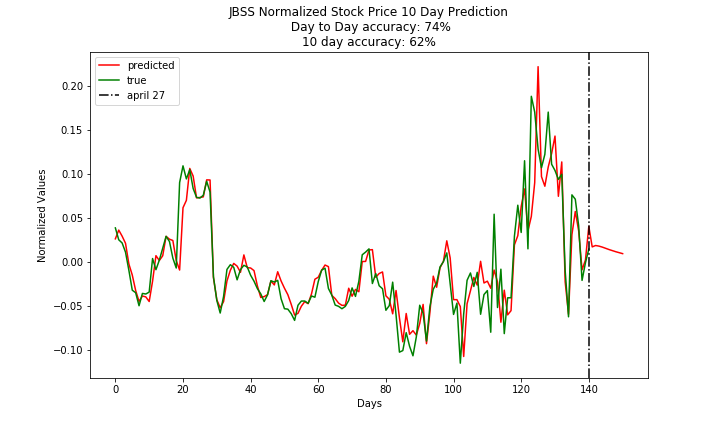 JBSS Normalized Stock Price 10 Day Prediction
Day to Day accuracy: 74%
10 day accuracy: 62%
predicted
true
april 27
Normalized Values
0.20
0.15
0.10
0.05
0.00
−0.05
−0.10
0 20 40 60 80 100 120 140
Days